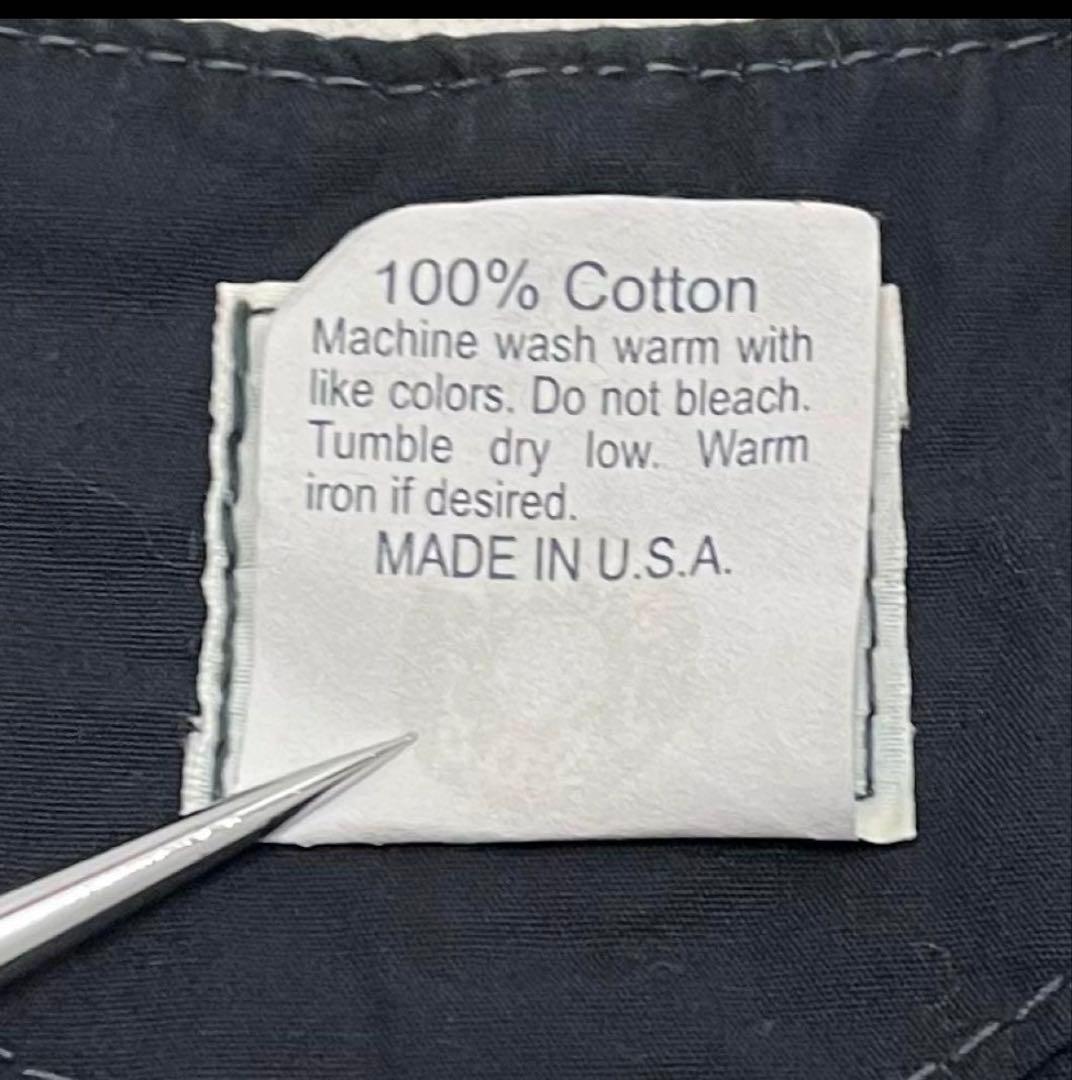 100% Cotton
Machine wash warm with
like colors. Do not bleach.
Tumble dry low. Warm
iron if desired.
MADE IN U.S.A.